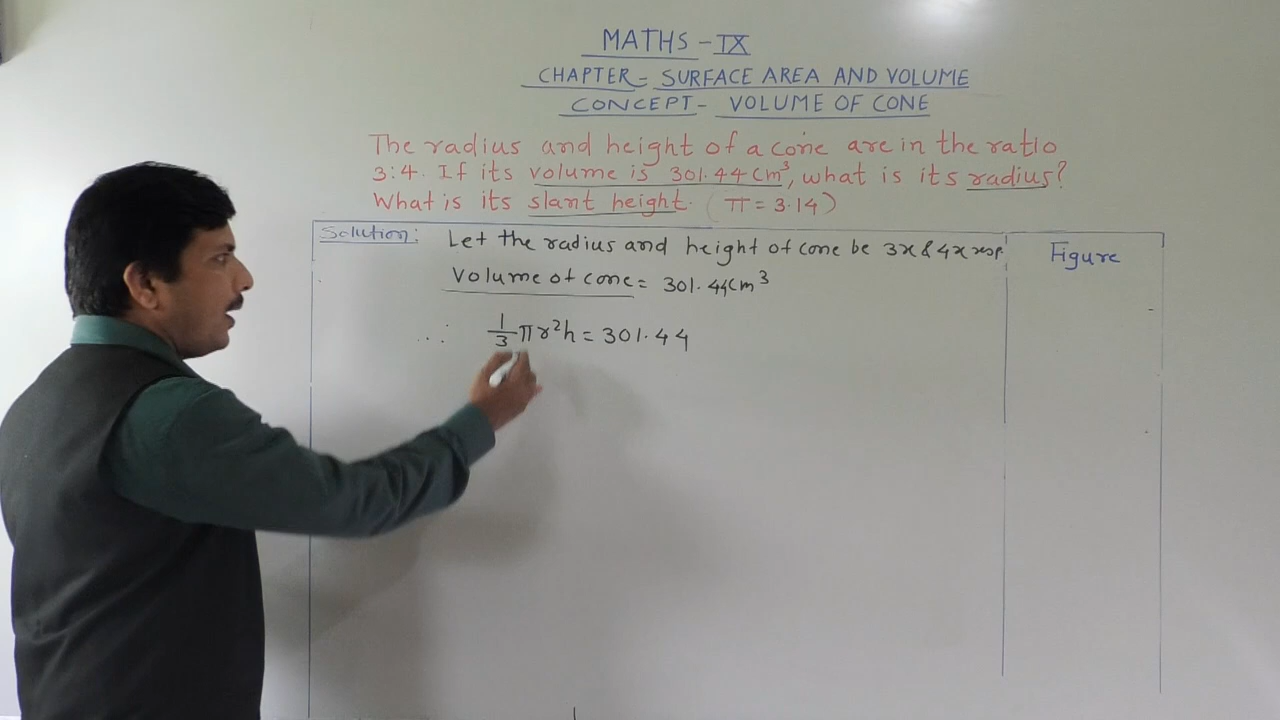 MATHS - IX
CHAPTER - SURFACE AREA AND VOLUME
CONCEPT - VOLUME OF CONE
The radius and height of a cone are in the ratio
3:4. If its volume is 301.44 cm³, what is its radius?
What is its slant height. (π = 3.14)
Solution: Let the radius and height of cone be 3x & 4x resp.
Volume of cone = 301.44 cm³
∴ 1/3 πr²h = 301.44
Figure